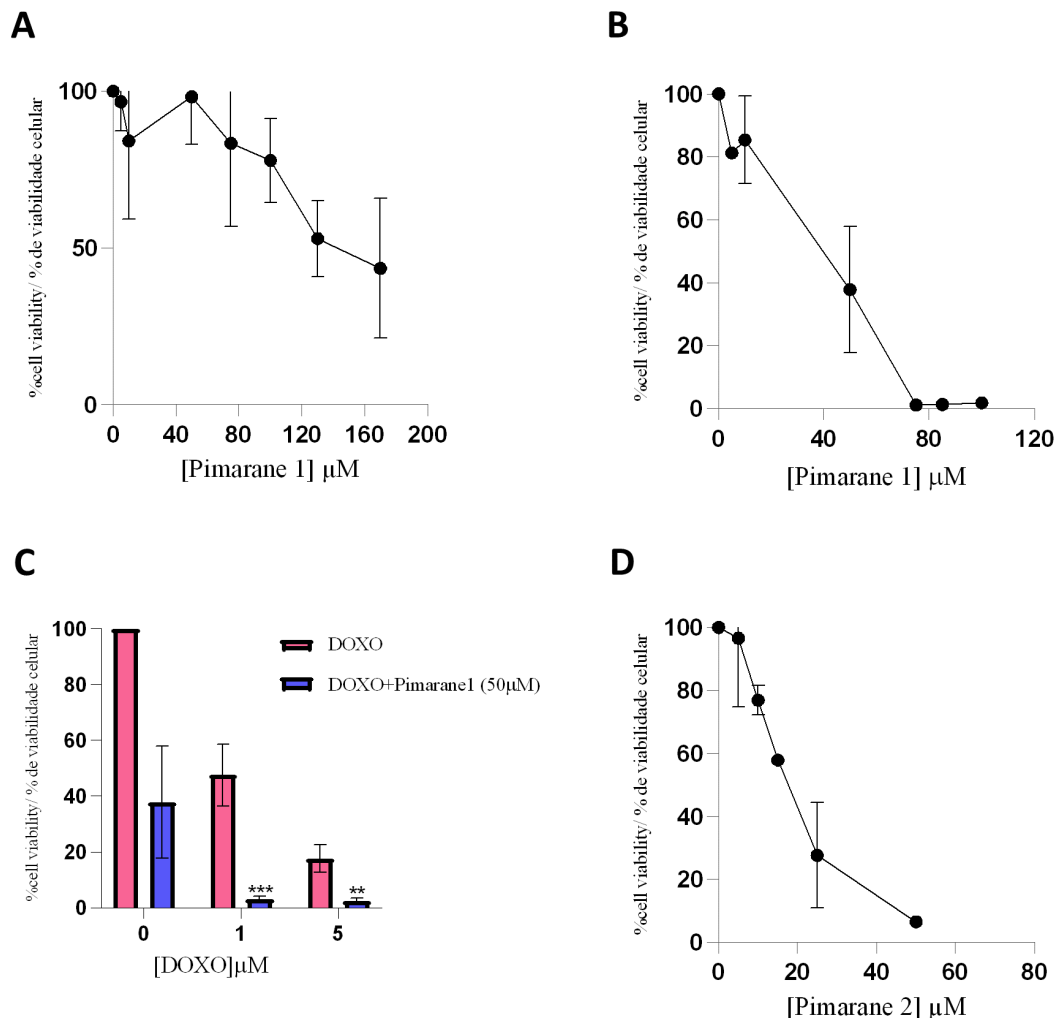 A
%cell viability/ % de viabilidade celular
100
50
0
0 40 80 120 160 200
[Pimarane 1] μM
B
%cell viability/ % de viabilidade celular
100
80
60
40
20
0
0 40 80 120
[Pimarane 1] μM
C
%cell viability/ % de viabilidade celular
100
80
60
40
20
0
DOXO
DOXO+Pimarane1 (50μM)
*** **
0 1 5
[DOXO]μM
D
%cell viability/ % de viabilidade celular
100
80
60
40
20
0
0 20 40 60 80
[Pimarane 2] μM